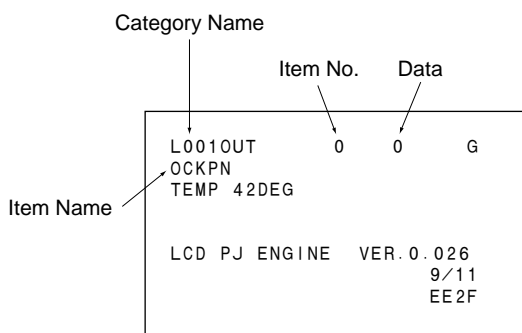 Category Name
Item No. Data
L001OUT 0 0 G
OCKPN
TEMP 42DEG
Item Name
LCD PJ ENGINE VER.0.026
9/11
EE2F